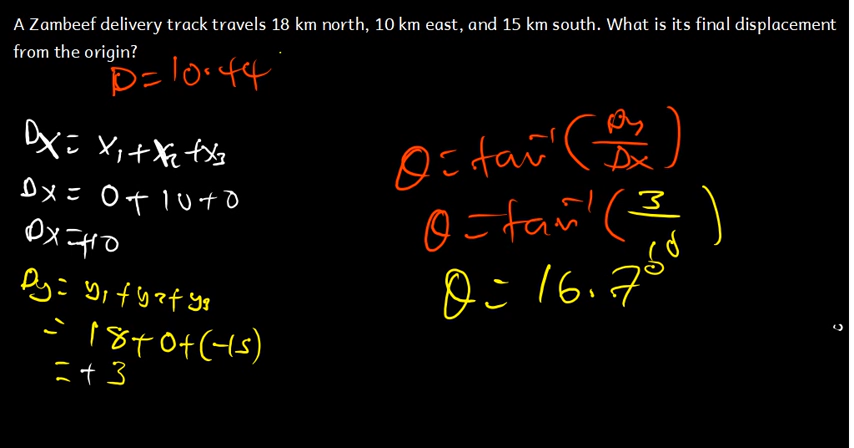 A Zambeef delivery track travels 18 km north, 10 km east, and 15 km south. What is its final displacement
from the origin?
D = 10.44
Dx = x₁ + x₂ + x₃
Dx = 0 + 10 + 0
Dx = +10
Dy = y₁ + y₂ + y₃
= 18 + 0 + (-15)
= + 3
θ = tan⁻¹ (Dy/Dx)
θ = tan⁻¹ (3/10)
θ = 16.7°